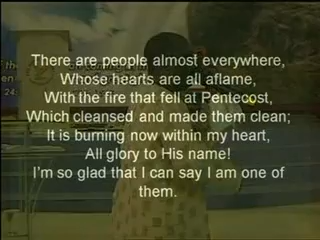 There are people almost everywhere,
Whose hearts are all aflame,
With the fire that fell at Pentecost,
Which cleansed and made them clean;
It is burning now within my heart,
All glory to His name!
I'm so glad that I can say I am one of
them.
24: